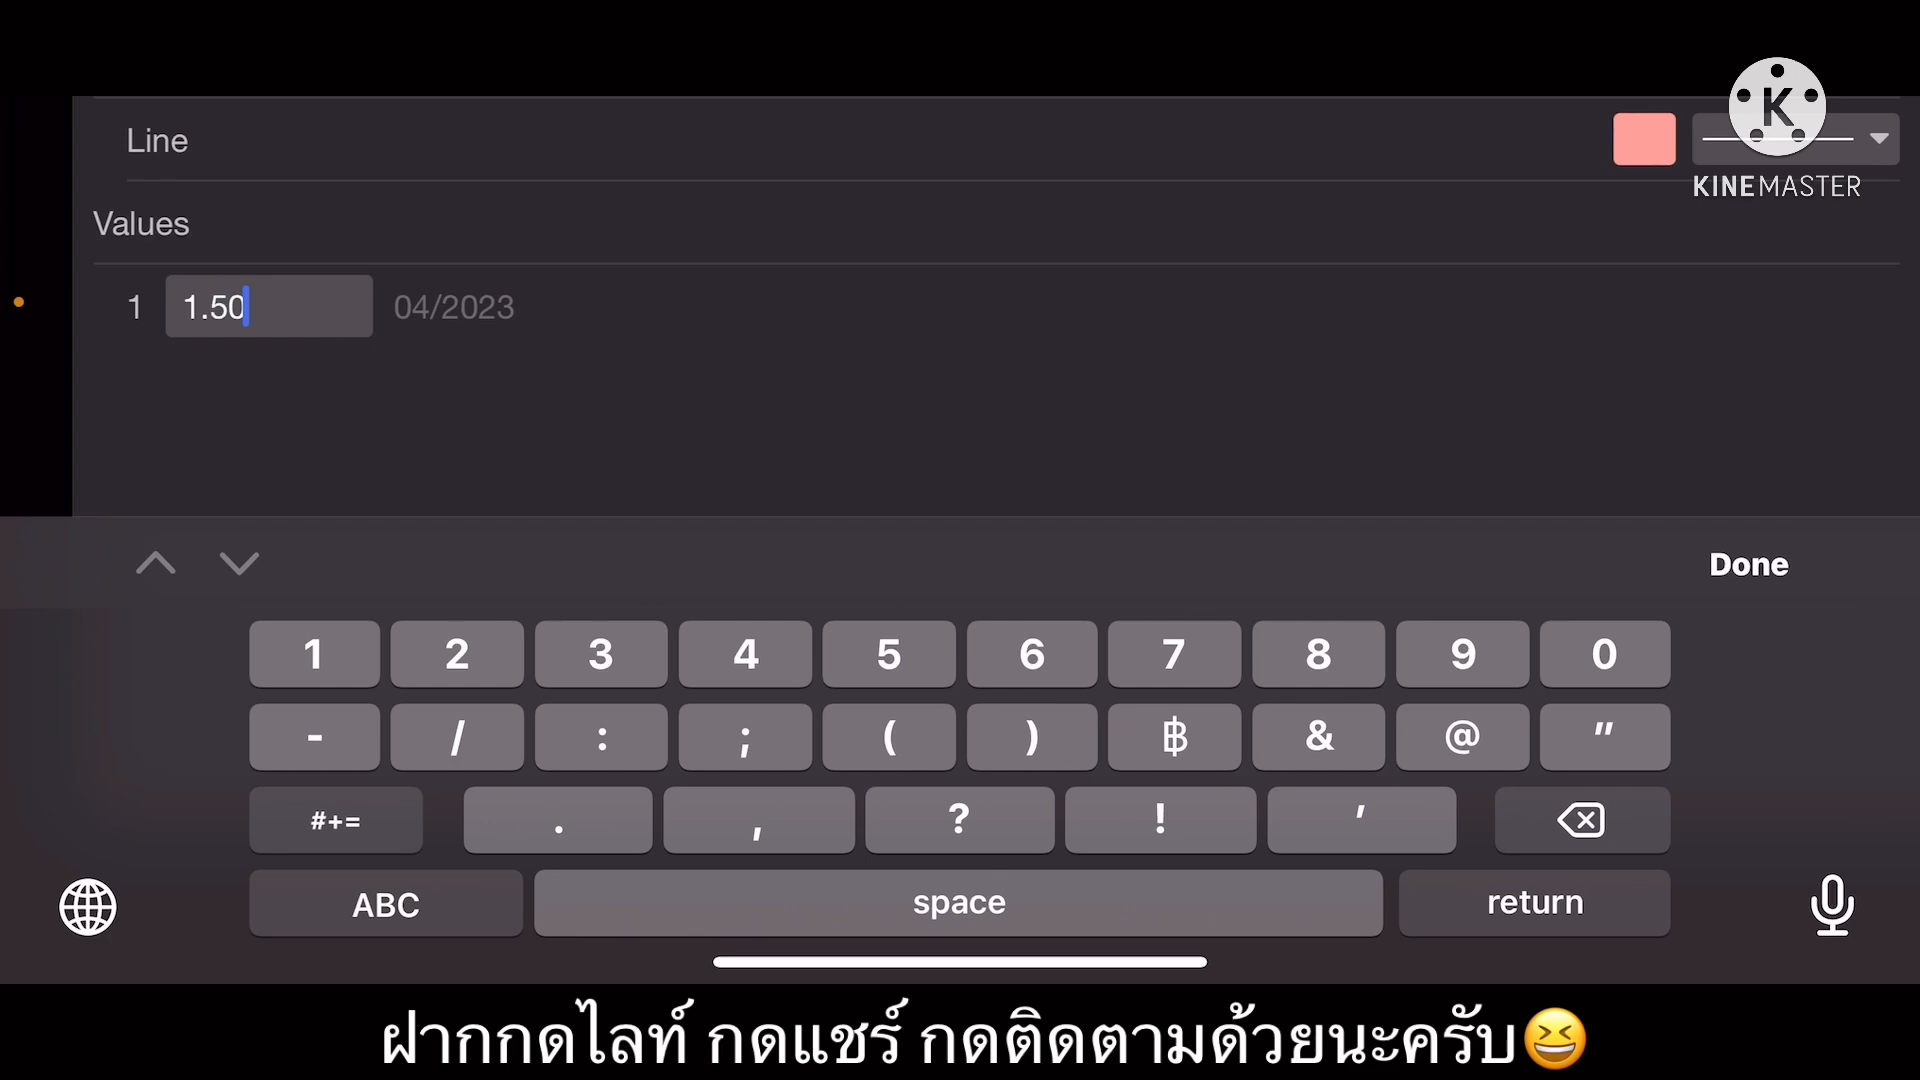 Line
KINEMASTER
Values
1 1.50 04/2023
Done
1 2 3 4 5 6 7 8 9 0
- / : ; ( ) ฿ & @ "
#+= . , ? ! '
ABC space return
ฝากกดไลท์ กดแชร์ กดติดตามด้วยนะครับ😆